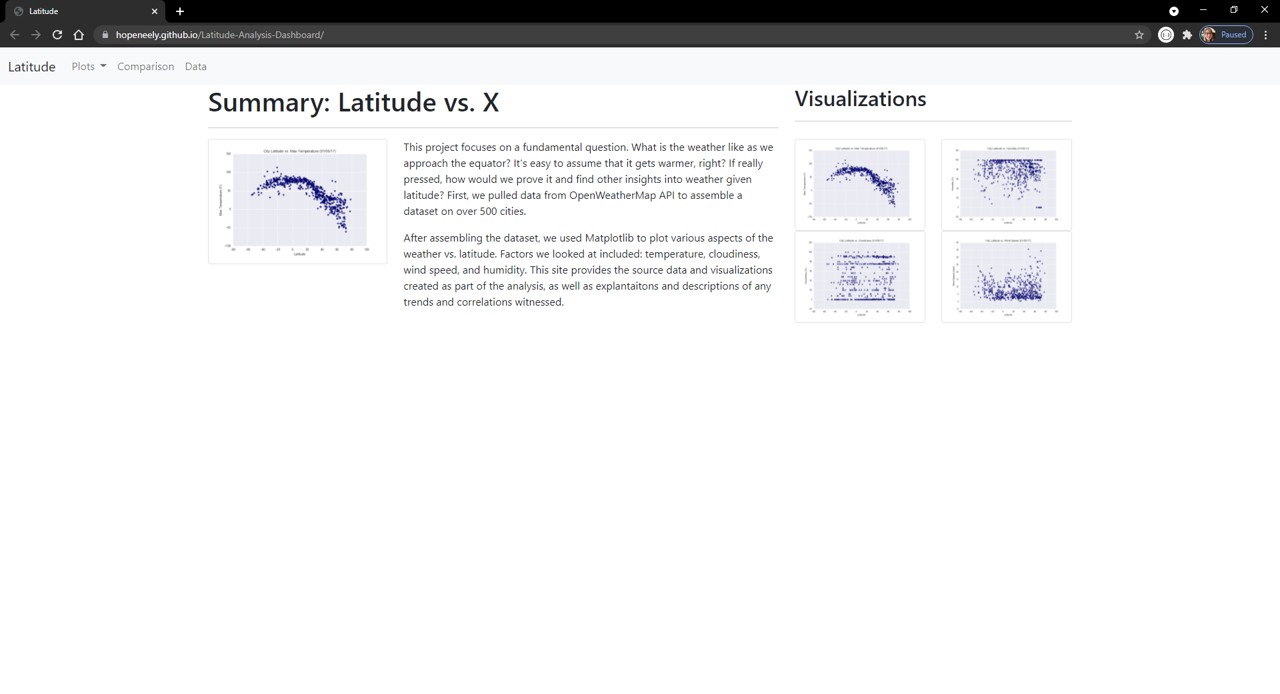 Latitude
hopeneely.github.io/Latitude-Analysis-Dashboard/
Paused
Latitude Plots Comparison Data
Summary: Latitude vs. X
This project focuses on a fundamental question. What is the weather like as we
approach the equator? It's easy to assume that it gets warmer, right? If really
pressed, how would we prove it and find other insights into weather given
latitude? First, we pulled data from OpenWeatherMap API to assemble a
dataset on over 500 cities.
After assembling the dataset, we used Matplotlib to plot various aspects of the
weather vs. latitude. Factors we looked at included: temperature, cloudiness,
wind speed, and humidity. This site provides the source data and visualizations
created as part of the analysis, as well as explantaitons and descriptions of any
trends and correlations witnessed.
Visualizations
City Latitude vs. Max Temperature
Latitude